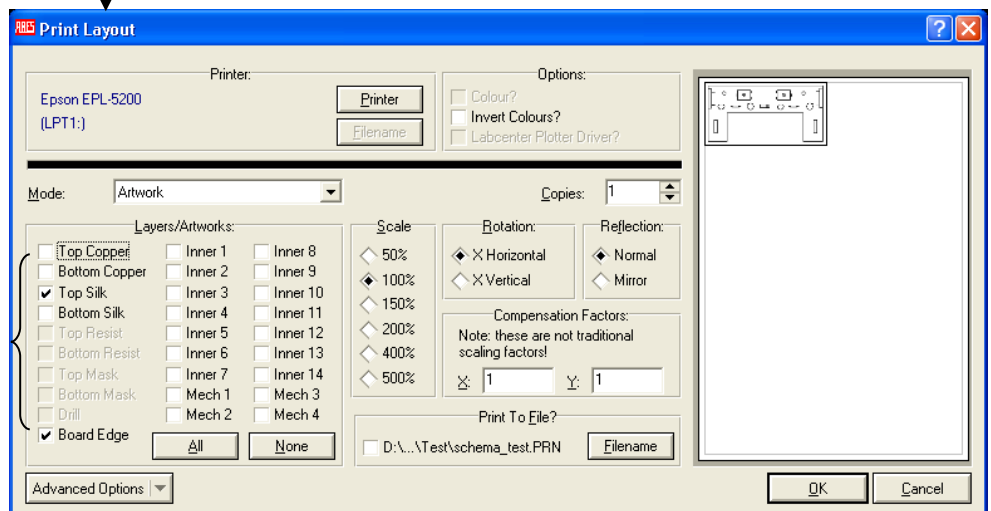 ARES Print Layout
Printer:
Epson EPL-5200
(LPT1:)
Printer
Filename
Options:
Colour?
Invert Colours?
Labcenter Plotter Driver?
Mode: Artwork
Copies: 1
Layers/Artworks:
Top Copper Inner 1 Inner 8
Bottom Copper Inner 2 Inner 9
Top Silk Inner 3 Inner 10
Bottom Silk Inner 4 Inner 11
Top Resist Inner 5 Inner 12
Bottom Resist Inner 6 Inner 13
Top Mask Inner 7 Inner 14
Bottom Mask Mech 1 Mech 3
Drill Mech 2 Mech 4
Board Edge All None
Scale
50%
100%
150%
200%
400%
500%
Rotation:
X Horizontal
X Vertical
Reflection:
Normal
Mirror
Compensation Factors:
Note: these are not traditional
scaling factors!
X: 1 Y: 1
Print To File?
D:\...\Test\schema_test.PRN Filename
Advanced Options
OK Cancel